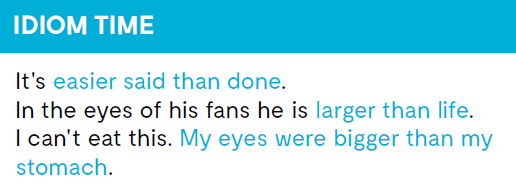 IDIOM TIME
It's easier said than done.
In the eyes of his fans he is larger than life.
I can't eat this. My eyes were bigger than my
stomach.